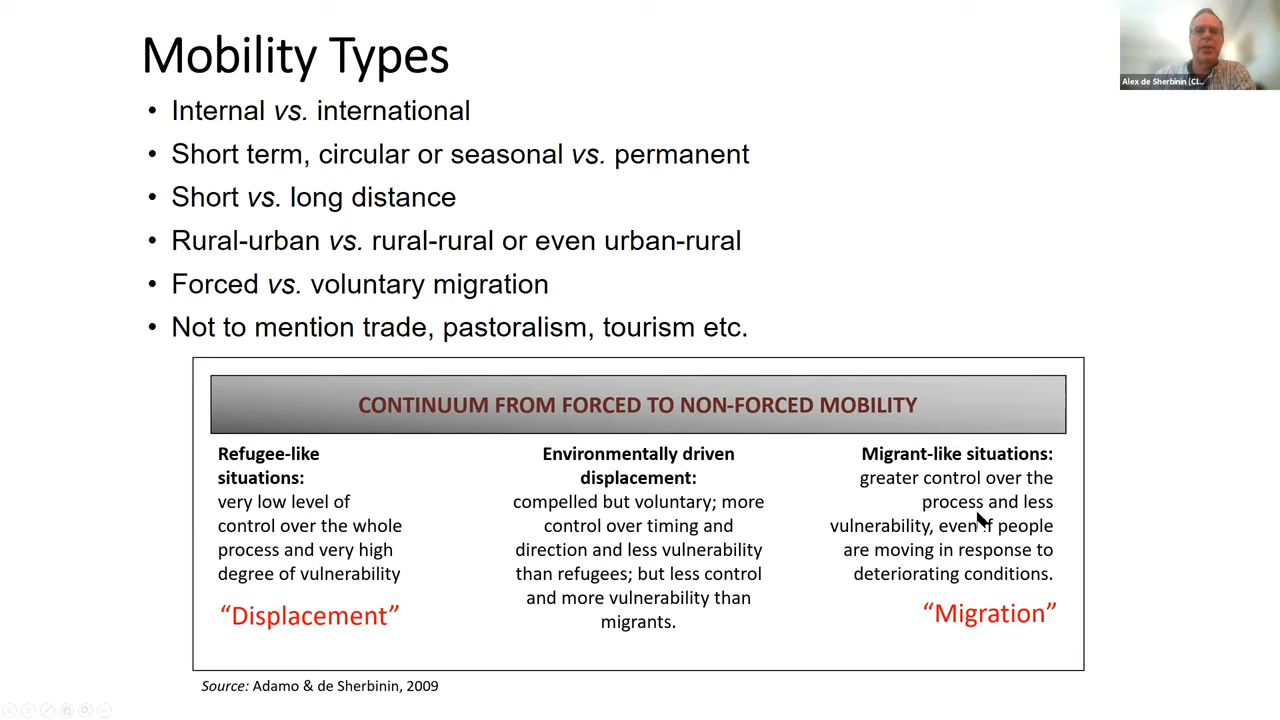 Mobility Types
• Internal vs. international
• Short term, circular or seasonal vs. permanent
• Short vs. long distance
• Rural-urban vs. rural-rural or even urban-rural
• Forced vs. voluntary migration
• Not to mention trade, pastoralism, tourism etc.
CONTINUUM FROM FORCED TO NON-FORCED MOBILITY
Refugee-like
situations:
very low level of
control over the whole
process and very high
degree of vulnerability
“Displacement”
Environmentally driven
displacement:
compelled but voluntary; more
control over timing and
direction and less vulnerability
than refugees; but less control
and more vulnerability than
migrants.
Migrant-like situations:
greater control over the
process and less
vulnerability, even if people
are moving in response to
deteriorating conditions.
“Migration”
Source: Adamo & de Sherbinin, 2009
Alex de Sherbinin (CI...